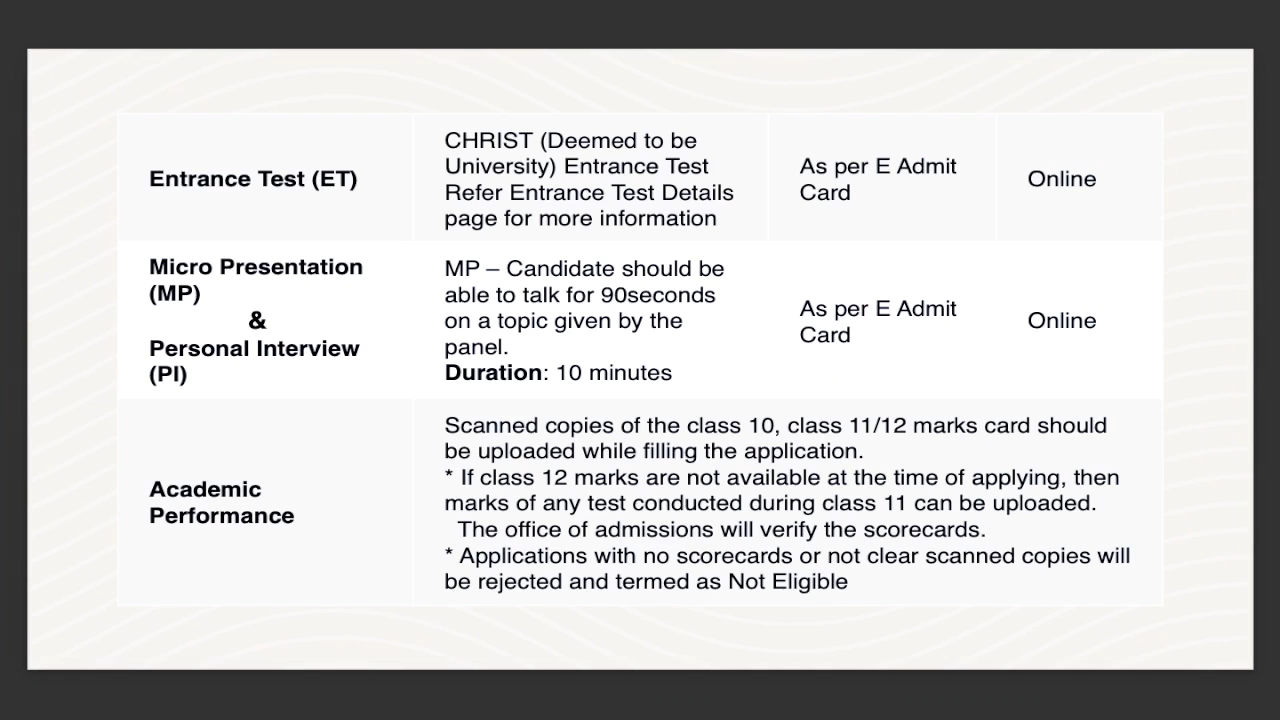 Entrance Test (ET)
CHRIST (Deemed to be
University) Entrance Test
Refer Entrance Test Details
page for more information
As per E Admit
Card
Online
Micro Presentation
(MP)
&
Personal Interview
(PI)
MP – Candidate should be
able to talk for 90seconds
on a topic given by the
panel.
Duration: 10 minutes
As per E Admit
Card
Online
Academic
Performance
Scanned copies of the class 10, class 11/12 marks card should
be uploaded while filling the application.
* If class 12 marks are not available at the time of applying, then
marks of any test conducted during class 11 can be uploaded.
The office of admissions will verify the scorecards.
* Applications with no scorecards or not clear scanned copies will
be rejected and termed as Not Eligible